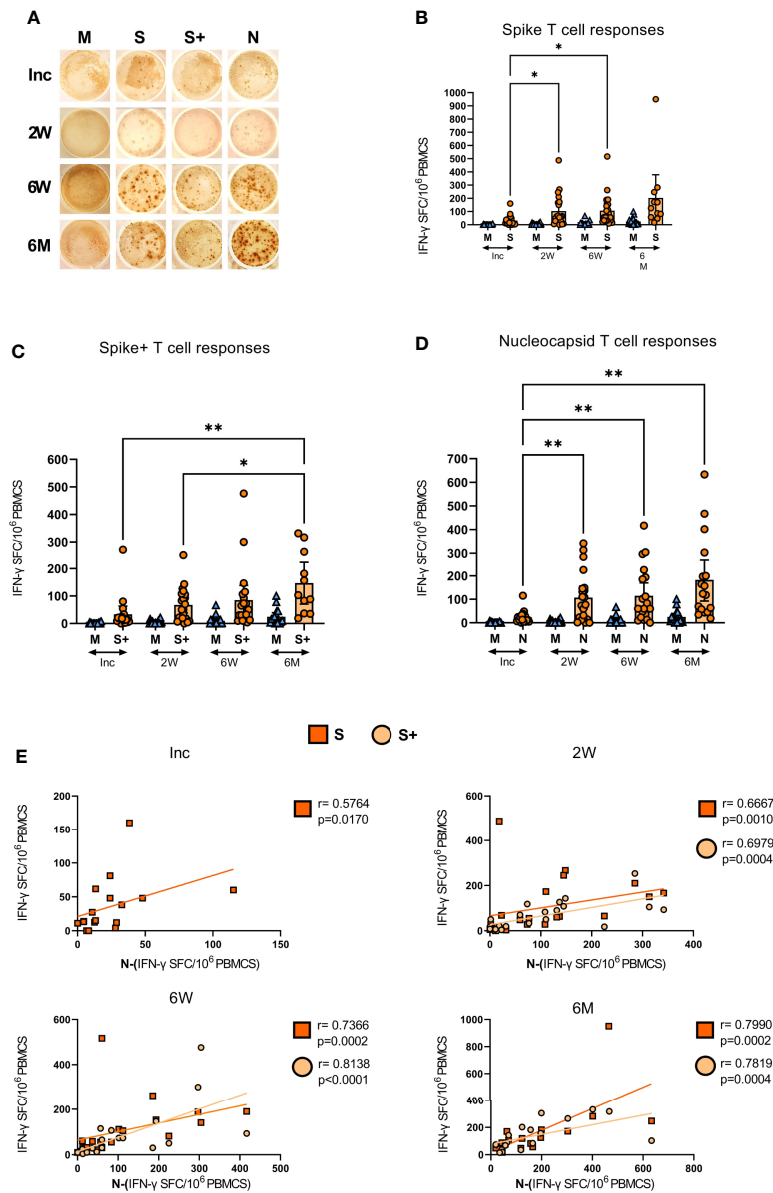 A
M S S+ N
Inc
2W
6W
6M
B
Spike T cell responses
* *
IFN-γ SFC/10⁶ PBMCS
1000
900
800
700
600
500
400
300
200
100
0
M S M S M S M S
Inc 2W 6W 6
M
C
Spike+ T cell responses
**
*
IFN-γ SFC/10⁶ PBMCS
600
500
400
300
200
100
0
M S+ M S+ M S+ M S+
Inc 2W 6W 6M
D
Nucleocapsid T cell responses
**
**
**
IFN-γ SFC/10⁶ PBMCS
700
600
500
400
300
200
100
0
M N M N M N M N
Inc 2W 6W 6M
E
S S+
Inc
IFN-γ SFC/10⁶ PBMCS
200
150
100
50
0
0 50 100 150
N-(IFN-γ SFC/10⁶ PBMCS)
r= 0.5764
p=0.0170
2W
IFN-γ SFC/10⁶ PBMCS
600
400
200
0
0 100 200 300 400
N-(IFN-γ SFC/10⁶ PBMCS)
r= 0.6667
p=0.0010
r= 0.6979
p=0.0004
6W
IFN-γ SFC/10⁶ PBMCS
600
400
200
0
0 100 200 300 400 500
N-(IFN-γ SFC/10⁶ PBMCS)
r= 0.7366
p=0.0002
r= 0.8138
p<0.0001
6M
IFN-γ SFC/10⁶ PBMCS
1000
800
600
400
200
0
0 200 400 600 800
N-(IFN-γ SFC/10⁶ PBMCS)
r= 0.7990
p=0.0002
r= 0.7819
p=0.0004